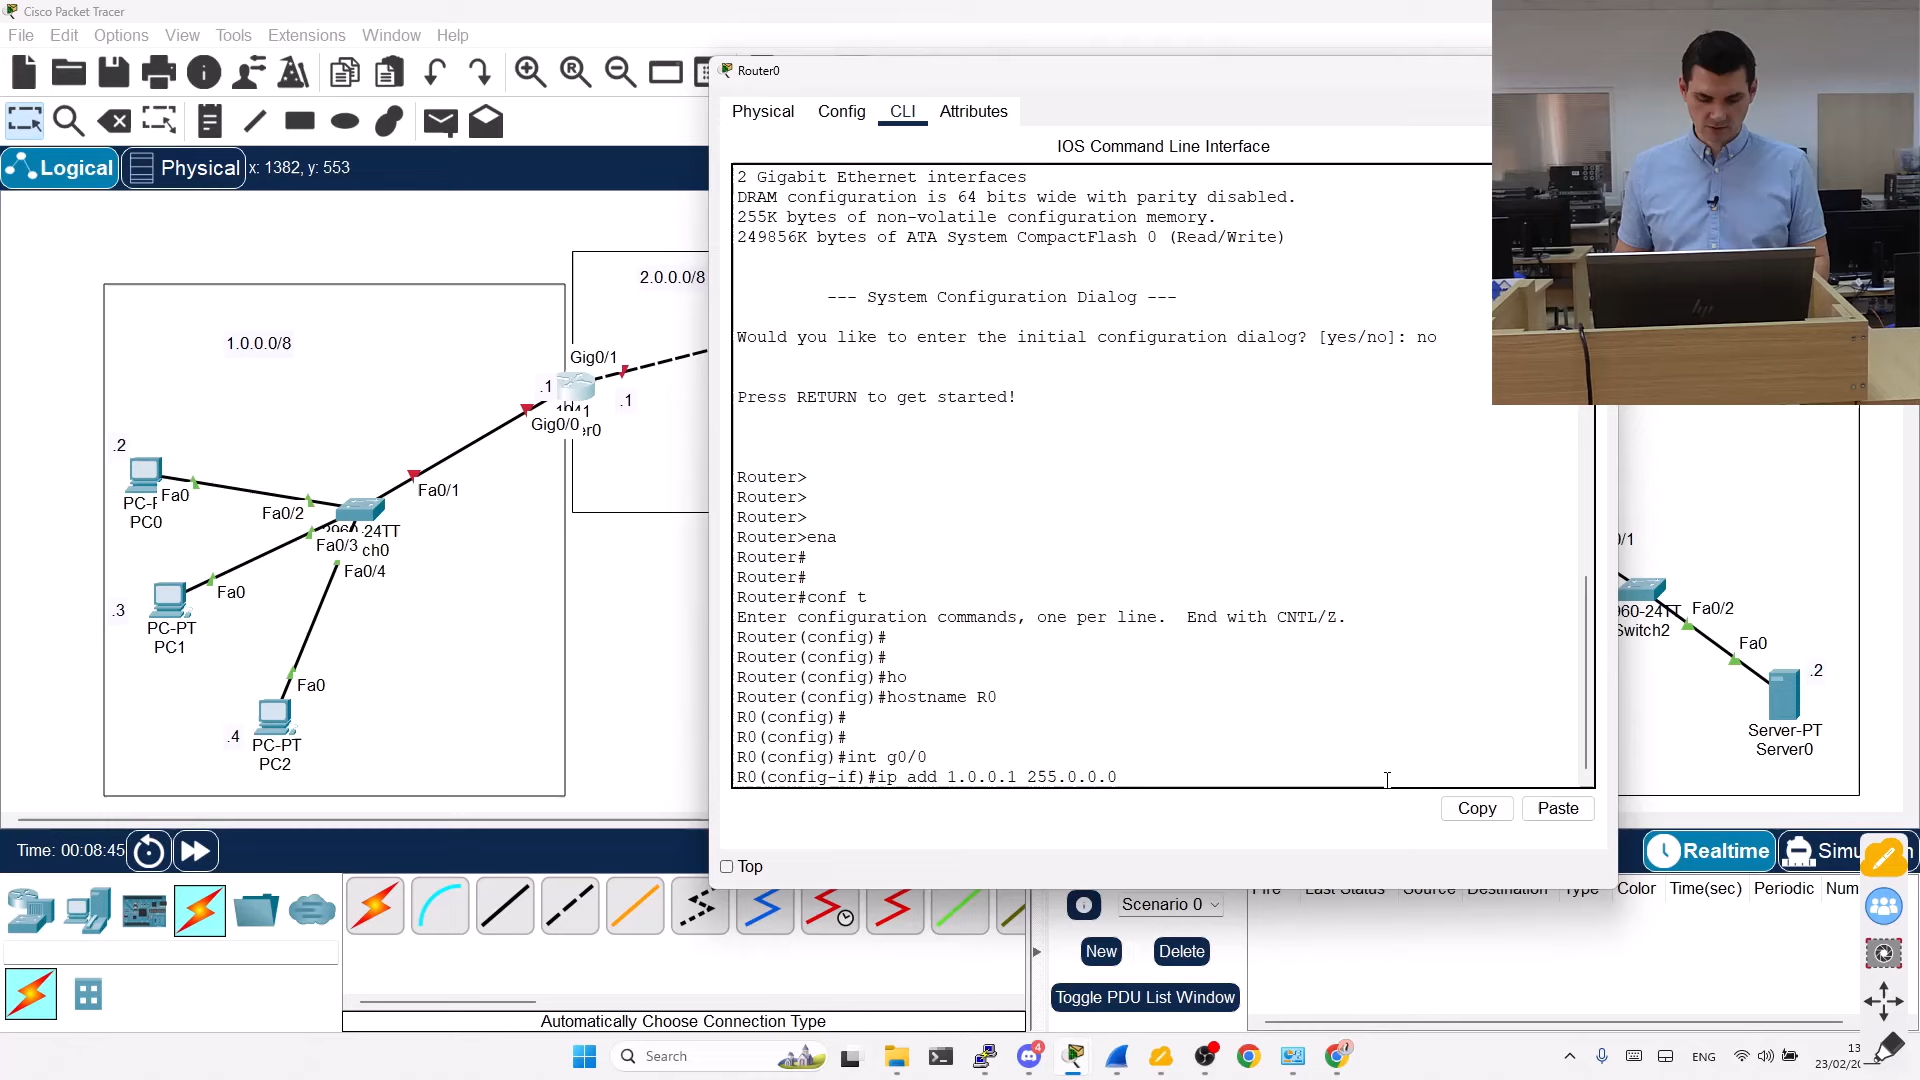 Cisco Packet Tracer
File Edit Options View Tools Extensions Window Help
Logical Physical x: 1382, y: 553
Router0
Physical Config CLI Attributes
IOS Command Line Interface
2 Gigabit Ethernet interfaces
DRAM configuration is 64 bits wide with parity disabled.
255K bytes of non-volatile configuration memory.
249856K bytes of ATA System CompactFlash 0 (Read/Write)
--- System Configuration Dialog ---
Would you like to enter the initial configuration dialog? [yes/no]: no
Press RETURN to get started!
Router>
Router>
Router>
Router>ena
Router#
Router#
Router#conf t
Enter configuration commands, one per line.  End with CNTL/Z.
Router(config)#
Router(config)#
Router(config)#ho
Router(config)#hostname R0
R0(config)#
R0(config)#
R0(config)#int g0/0
R0(config-if)#ip add 1.0.0.1 255.0.0.0
Copy Paste
Top
2.0.0.0/8
1.0.0.0/8
Gig0/1
.1
.1
Gig0/0
.2
Fa0
PC0
Fa0/1
Fa0/2
Fa0/3
Fa0/4
Fa0
.3
PC-PT
PC1
Fa0
.4
PC-PT
PC2
Fa0/2
Switch2
Fa0
.2
Server-PT
Server0
Time: 00:08:45
Realtime
Scenario 0
New Delete
Toggle PDU List Window
Fire Last Status Source Destination Type Color Time(sec) Periodic Num
Automatically Choose Connection Type
Search
4
ENG